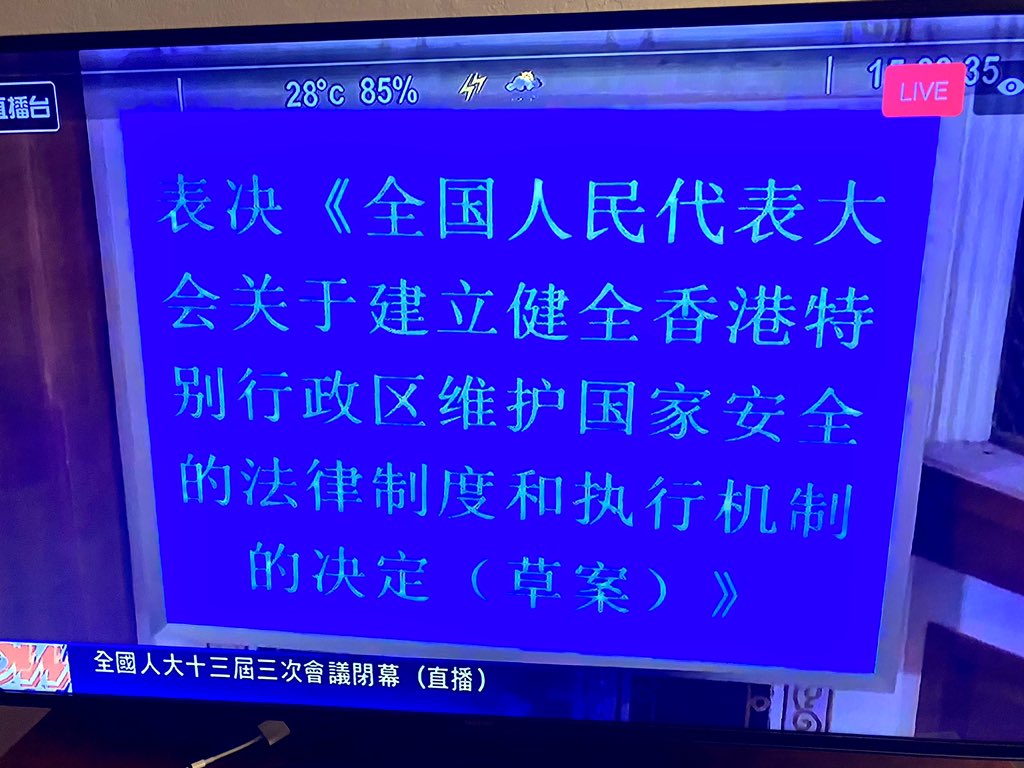 直播台
28°c 85%
LIVE
表决《全国人民代表大
会关于建立健全香港特
别行政区维护国家安全
的法律制度和执行机制
的决定（草案）》
全國人大十三屆三次會議閉幕（直播）